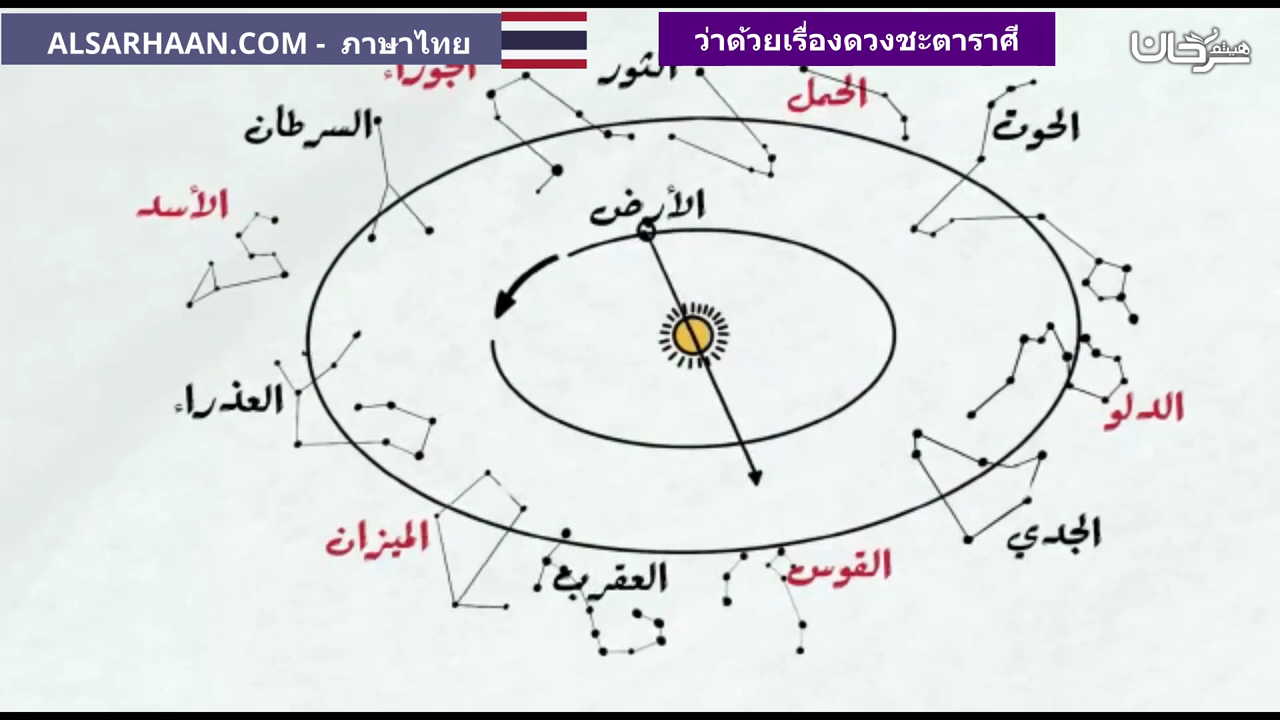 ALSARHAAN.COM - ภาษาไทย
ว่าด้วยเรื่องดวงชะตาราศี
هيثم
سرحان
الجوزاء
الثور
الحمل
الحوت
السرطان
الأسد
الأرض
العذراء
الدلو
الميزان
العقرب
القوس
الجدي